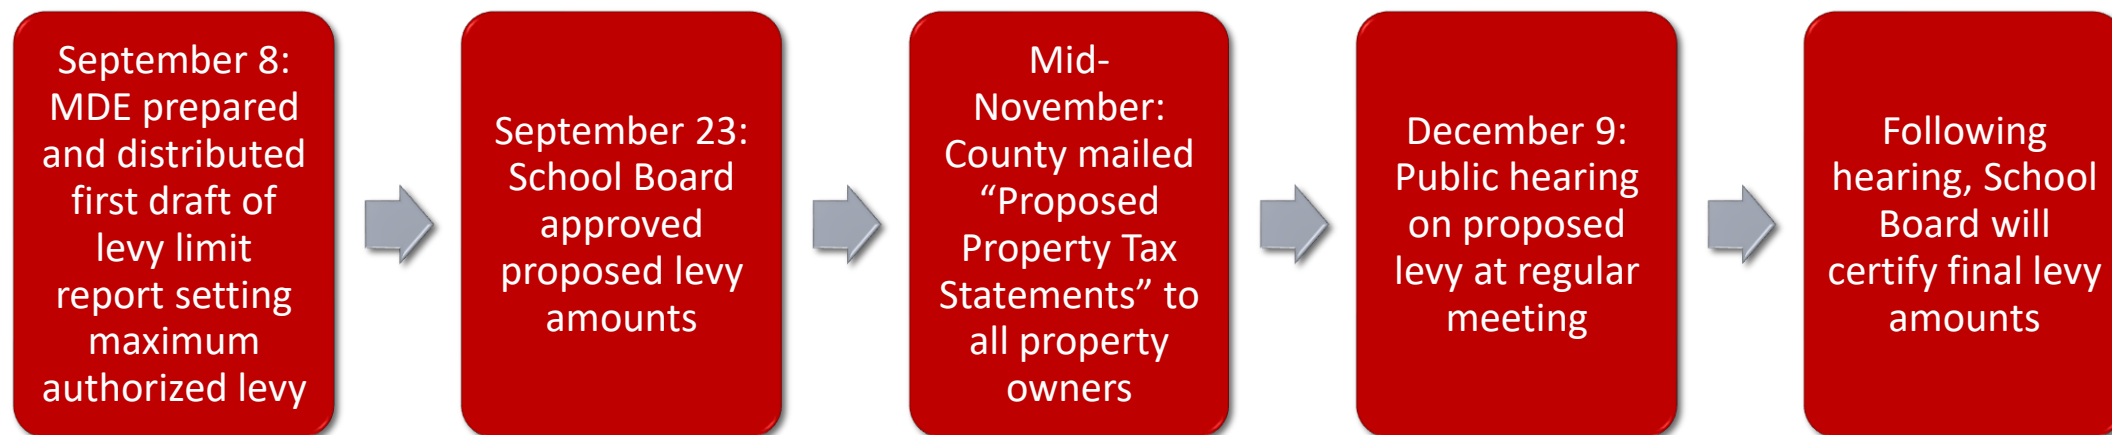 September 8:
MDE prepared
and distributed
first draft of
levy limit
report setting
maximum
authorized levy
September 23:
School Board
approved
proposed levy
amounts
Mid-
November:
County mailed
“Proposed
Property Tax
Statements” to
all property
owners
December 9:
Public hearing
on proposed
levy at regular
meeting
Following
hearing, School
Board will
certify final levy
amounts